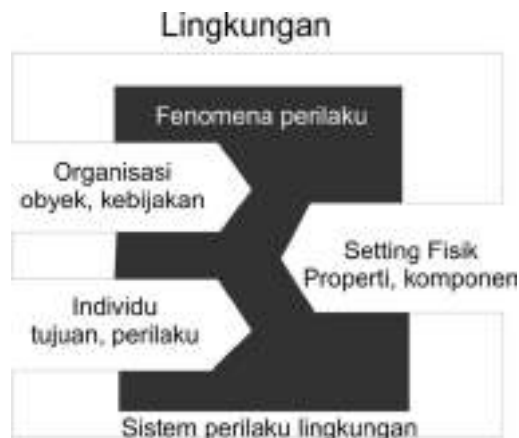 Lingkungan
Fenomena perilaku
Organisasi
obyek, kebijakan
Setting Fisik
Properti, komponen
Individu
tujuan, perilaku
Sistem perilaku lingkungan